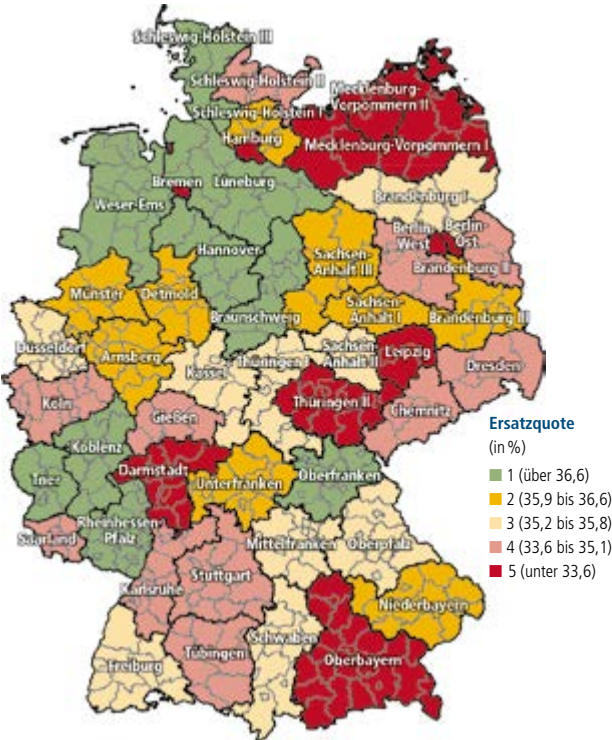 Schleswig-Holstein III
Schleswig-Holstein II
Mecklenburg-
Vorpommern II
Schleswig-Holstein I
Hamburg
Mecklenburg-Vorpommern I
Bremen
Lüneburg
Brandenburg I
Weser-Ems
Berlin-
West
Berlin-
Ost
Hannover
Sachsen-
Anhalt III
Brandenburg II
Münster
Detmold
Braunschweig
Sachsen-
Anhalt I
Brandenburg III
Düsseldorf
Arnsberg
Kassel
Thüringen I
Sachsen-
Anhalt II
Leipzig
Dresden
Köln
Gießen
Thüringen II
Chemnitz
Koblenz
Darmstadt
Unterfranken
Oberfranken
Trier
Rheinhessen-
Pfalz
Saarland
Mittelfranken
Oberpfalz
Karlsruhe
Stuttgart
Niederbayern
Freiburg
Tübingen
Schwaben
Oberbayern
Ersatzquote
(in %)
1 (über 36,6)
2 (35,9 bis 36,6)
3 (35,2 bis 35,8)
4 (33,6 bis 35,1)
5 (unter 33,6)